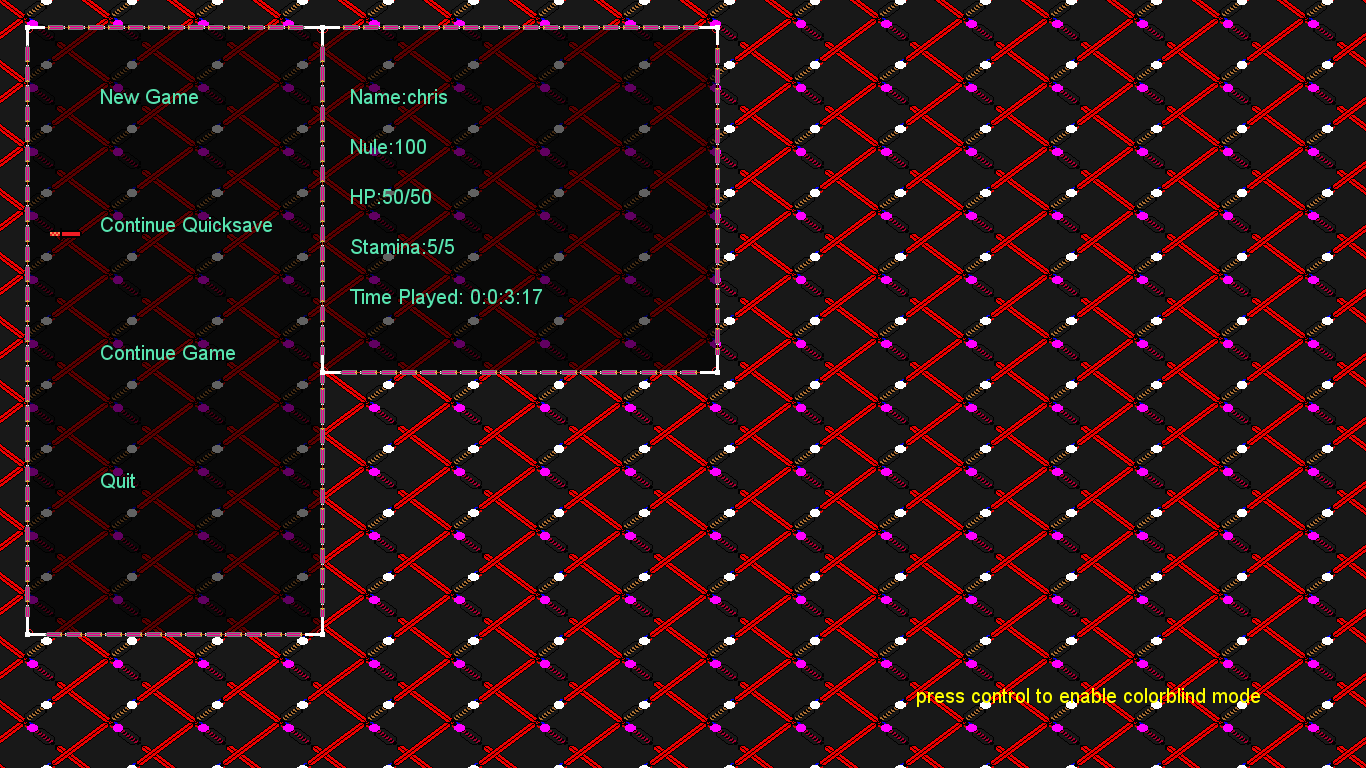 New Game
Continue Quicksave
Continue Game
Quit
Name:chris
Nule:100
HP:50/50
Stamina:5/5
Time Played: 0:0:3:17
press control to enable colorblind mode